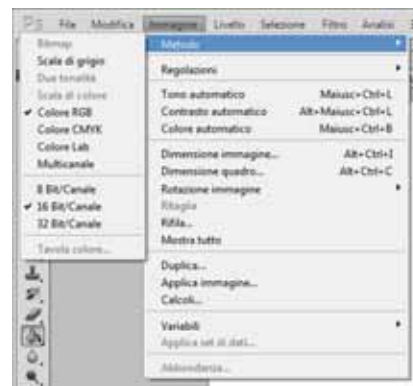 Ps File Modifica Immagine Livello Selezione Filtro Analisi
Bitmap
Scala di grigio
Due tonalità
Scala di colore
Colore RGB
Colore CMYK
Colore Lab
Multicanale
8 Bit/Canale
16 Bit/Canale
32 Bit/Canale
Tavola colore...
Metodo
Regolazioni
Tono automatico Maiusc+Ctrl+L
Contrasto automatico Alt+Maiusc+Ctrl+L
Colore automatico Maiusc+Ctrl+B
Dimensione immagine... Alt+Ctrl+I
Dimensione quadro... Alt+Ctrl+C
Rotazione immagine
Ritaglia
Rifila...
Mostra tutto
Duplica...
Applica immagine...
Calcoli...
Variabili
Applica set di dati...
Abbondanza...